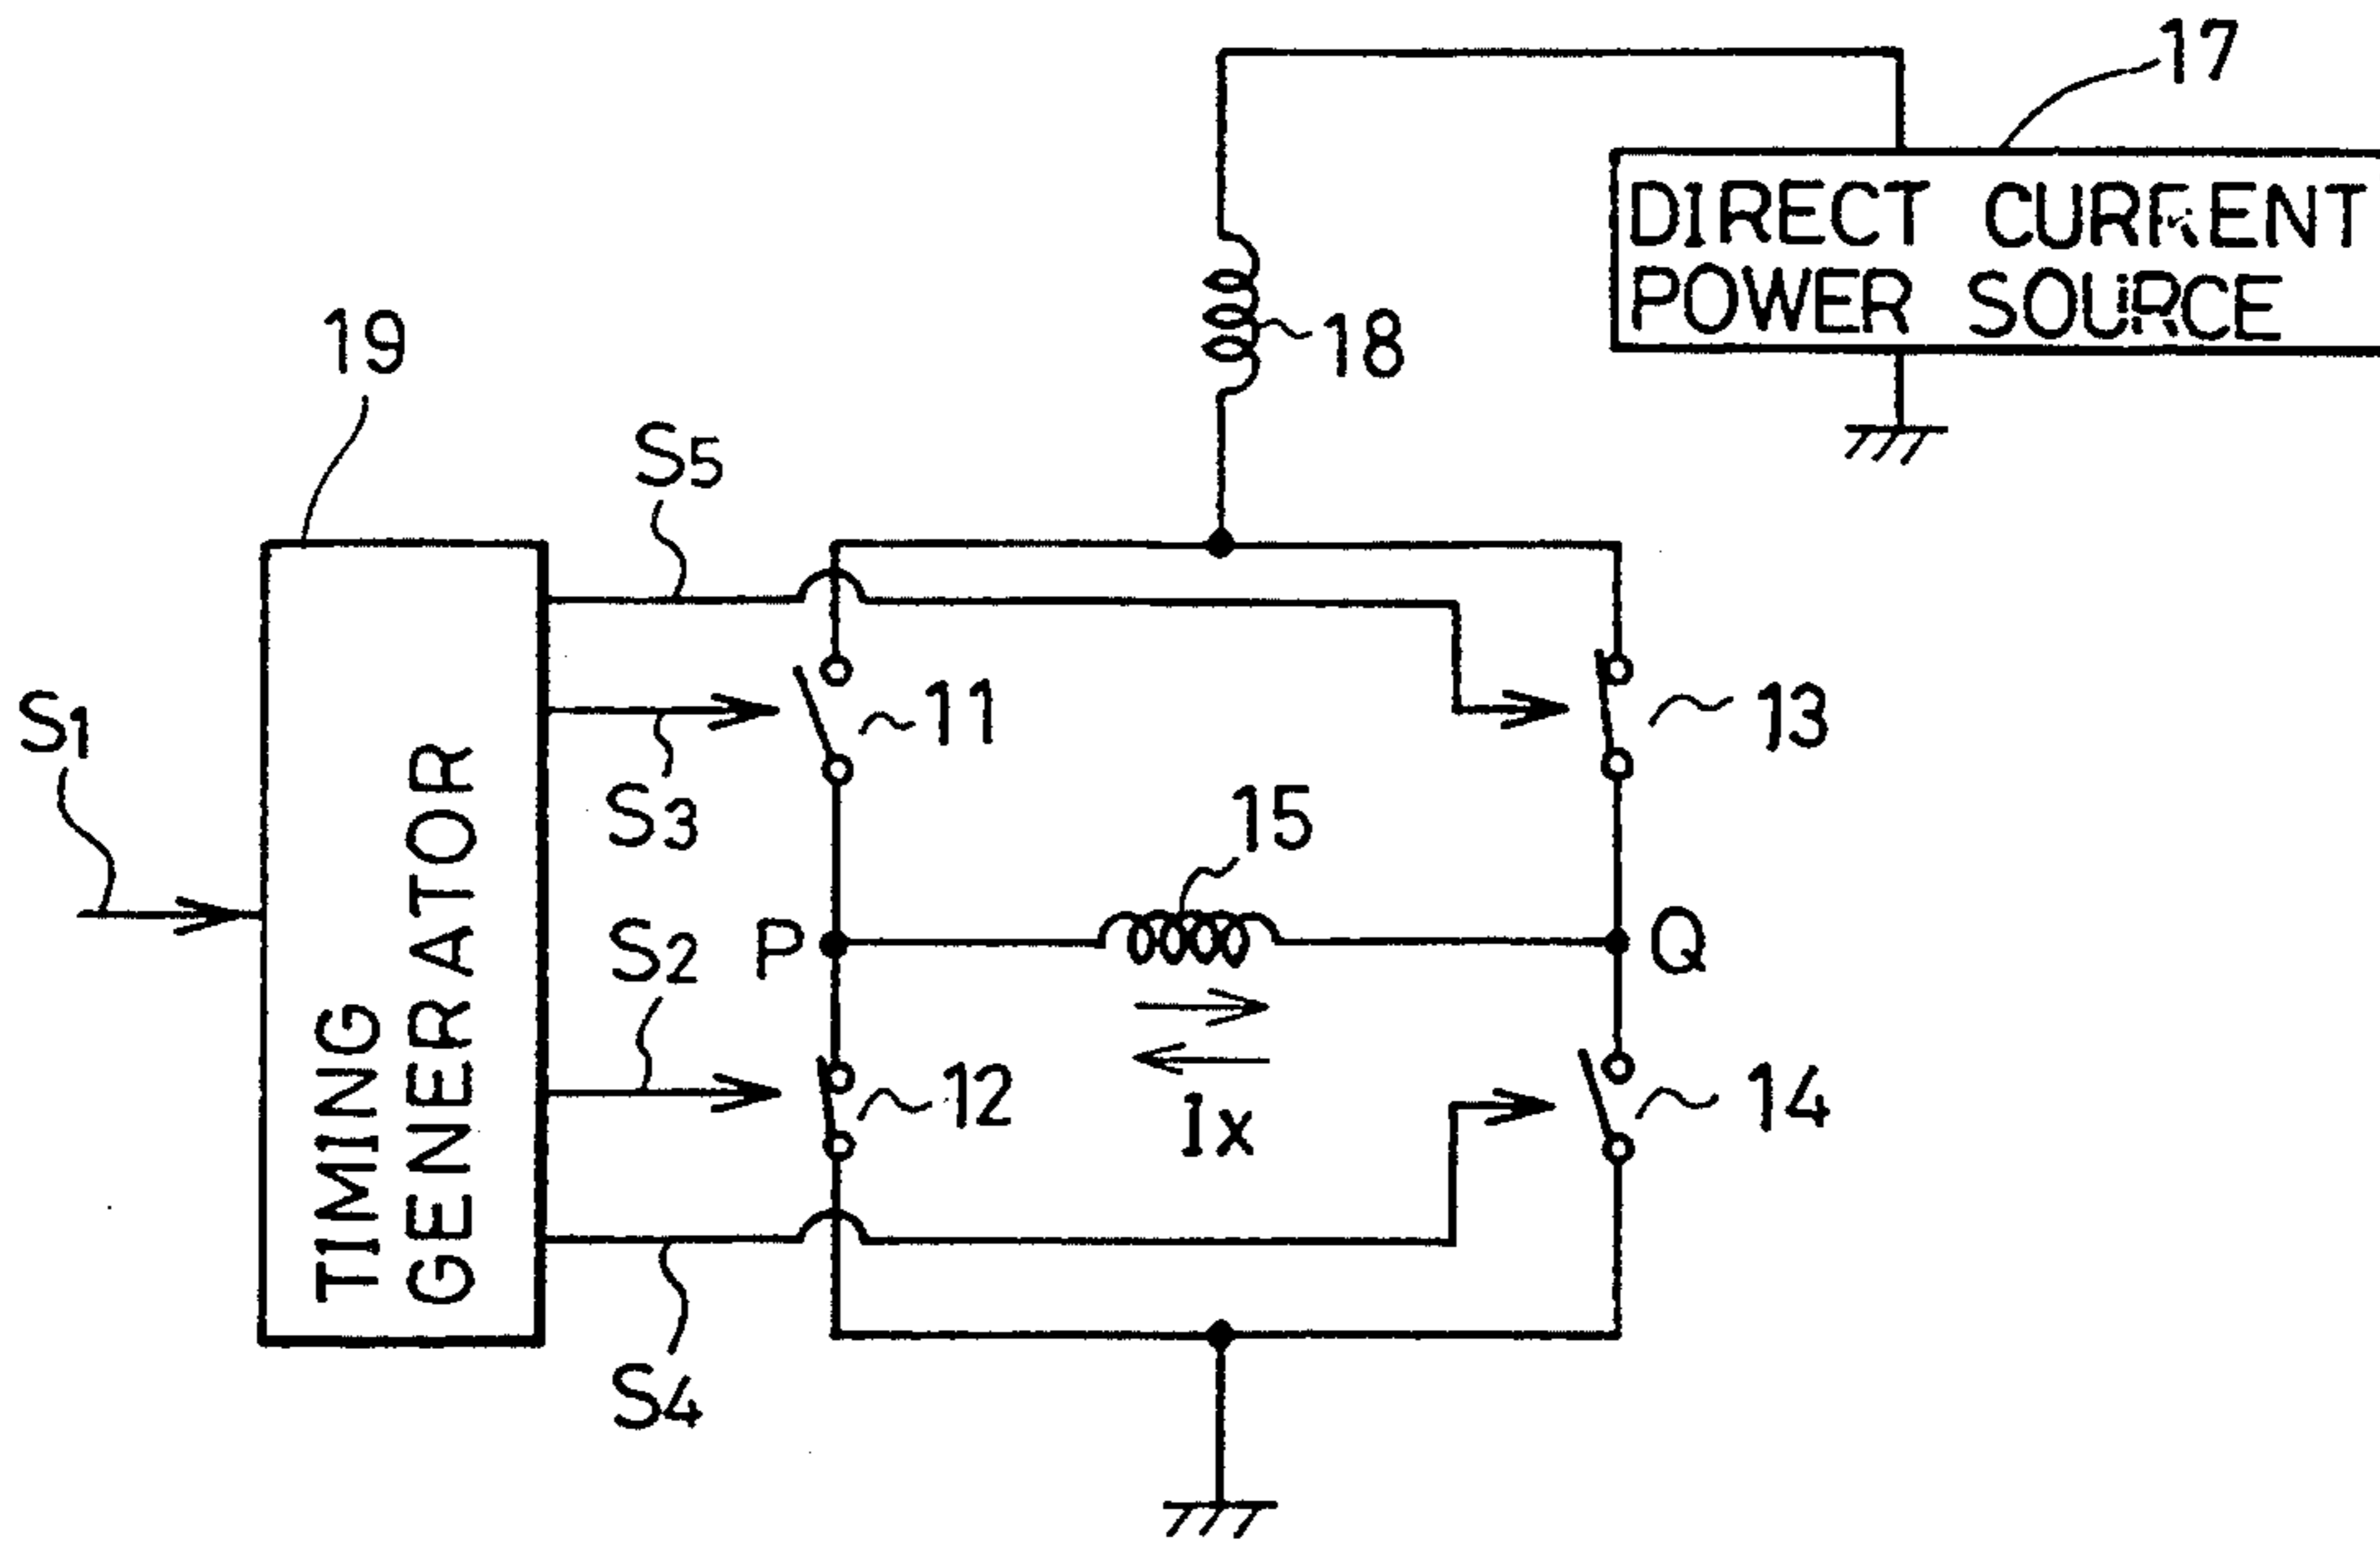 17
DIRECT CURRENT
POWER SOURCE
18
19
S5
S1
11
13
S3
15
TIMING
GENERATOR
S2
P
Q
12
14
Ix
S4